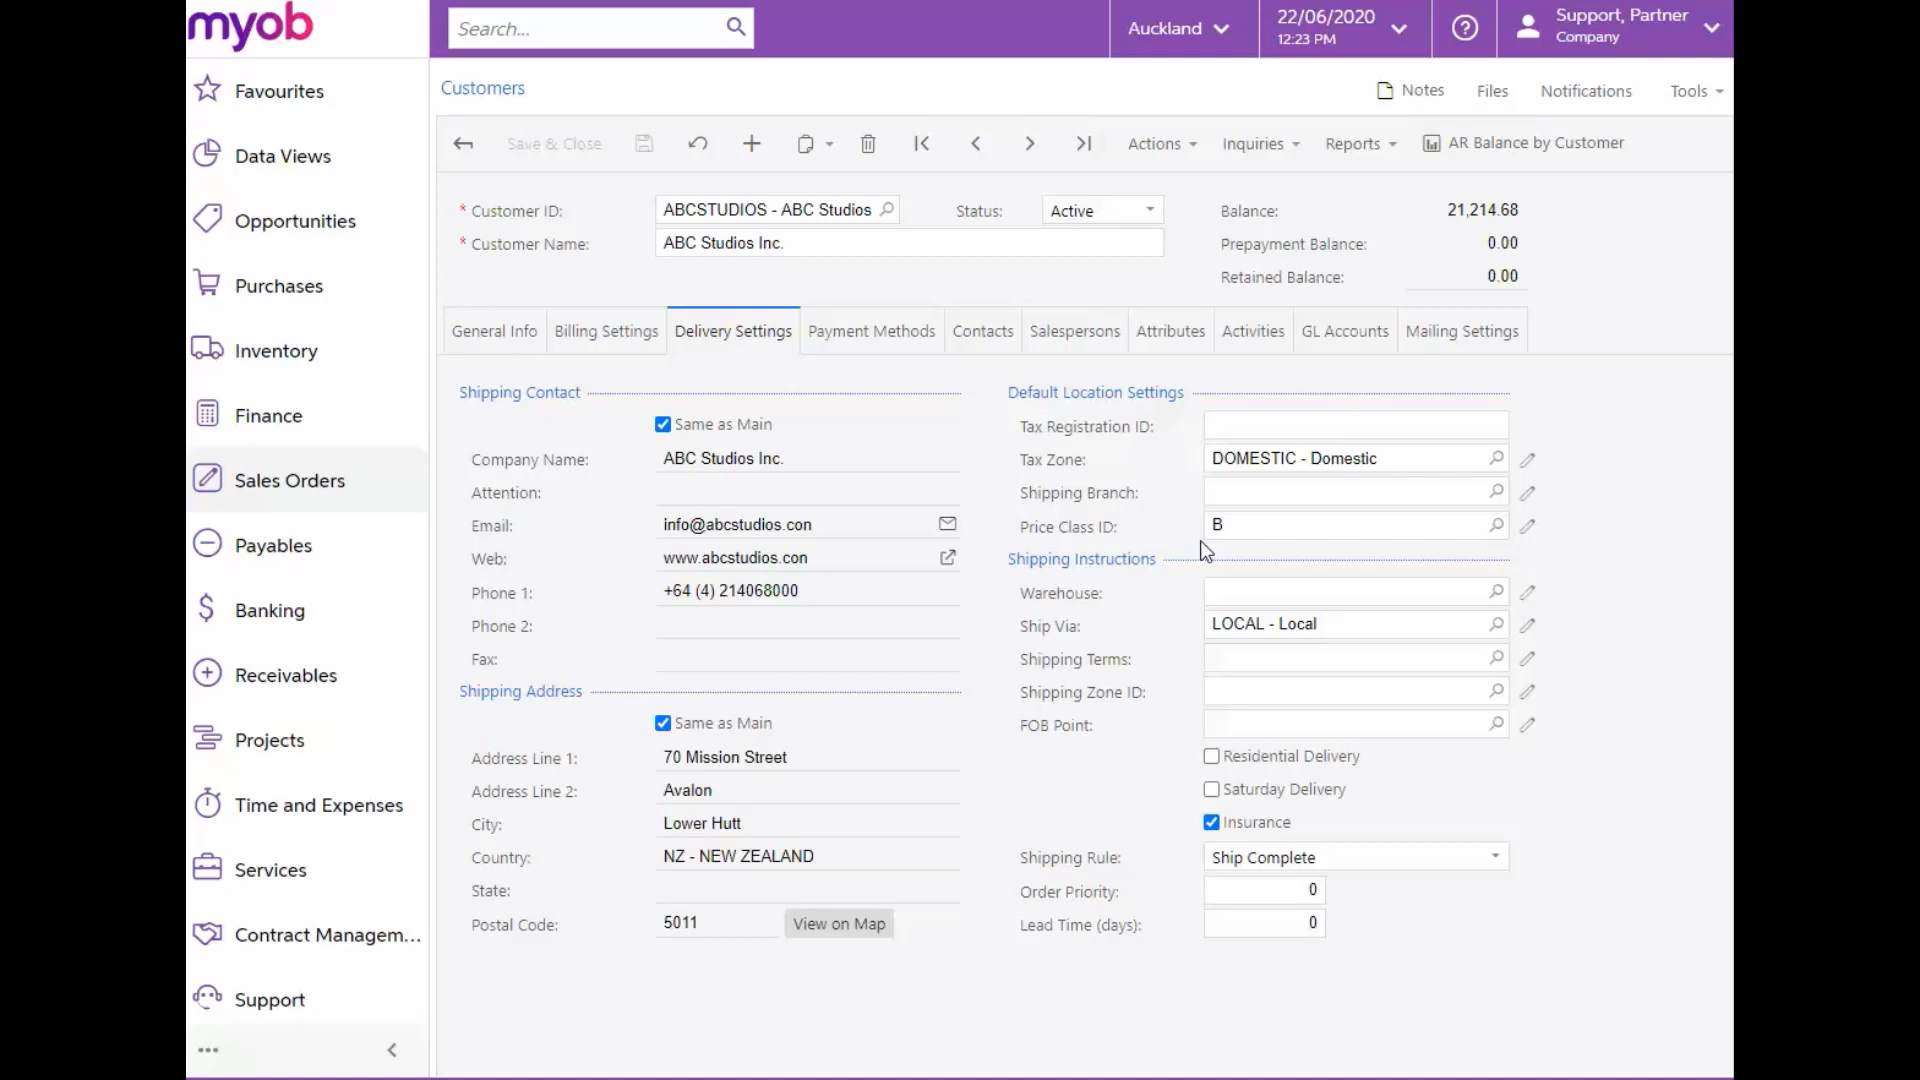 myob
Search...
Auckland
22/06/2020
12:23 PM
Support, Partner
Company
Favourites
Data Views
Opportunities
Purchases
Inventory
Finance
Sales Orders
Payables
Banking
Receivables
Projects
Time and Expenses
Services
Contract Managem...
Support
Customers
Notes Files Notifications Tools
Save & Close Actions Inquiries Reports AR Balance by Customer
* Customer ID: ABCSTUDIOS - ABC Studios Status: Active Balance: 21,214.68
* Customer Name: ABC Studios Inc. Prepayment Balance: 0.00
Retained Balance: 0.00
General Info Billing Settings Delivery Settings Payment Methods Contacts Salespersons Attributes Activities GL Accounts Mailing Settings
Shipping Contact
Same as Main
Company Name: ABC Studios Inc.
Attention:
Email: info@abcstudios.con
Web: www.abcstudios.con
Phone 1: +64 (4) 214068000
Phone 2:
Fax:
Shipping Address
Same as Main
Address Line 1: 70 Mission Street
Address Line 2: Avalon
City: Lower Hutt
Country: NZ - NEW ZEALAND
State:
Postal Code: 5011 View on Map
Default Location Settings
Tax Registration ID:
Tax Zone: DOMESTIC - Domestic
Shipping Branch:
Price Class ID: B
Shipping Instructions
Warehouse:
Ship Via: LOCAL - Local
Shipping Terms:
Shipping Zone ID:
FOB Point:
Residential Delivery
Saturday Delivery
Insurance
Shipping Rule: Ship Complete
Order Priority: 0
Lead Time (days): 0